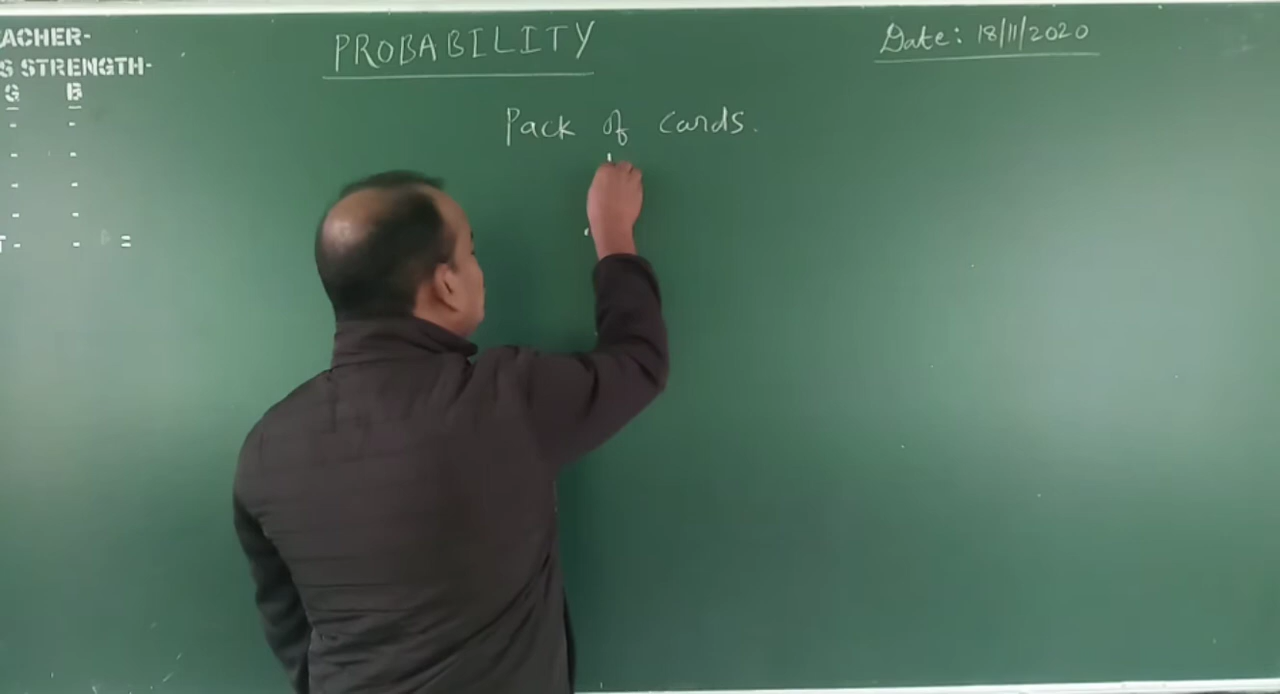 ACHER-
S STRENGTH-
G B
- -
- -
- -
- -
T- - =
PROBABILITY
Date: 18/11/2020
Pack of cards.